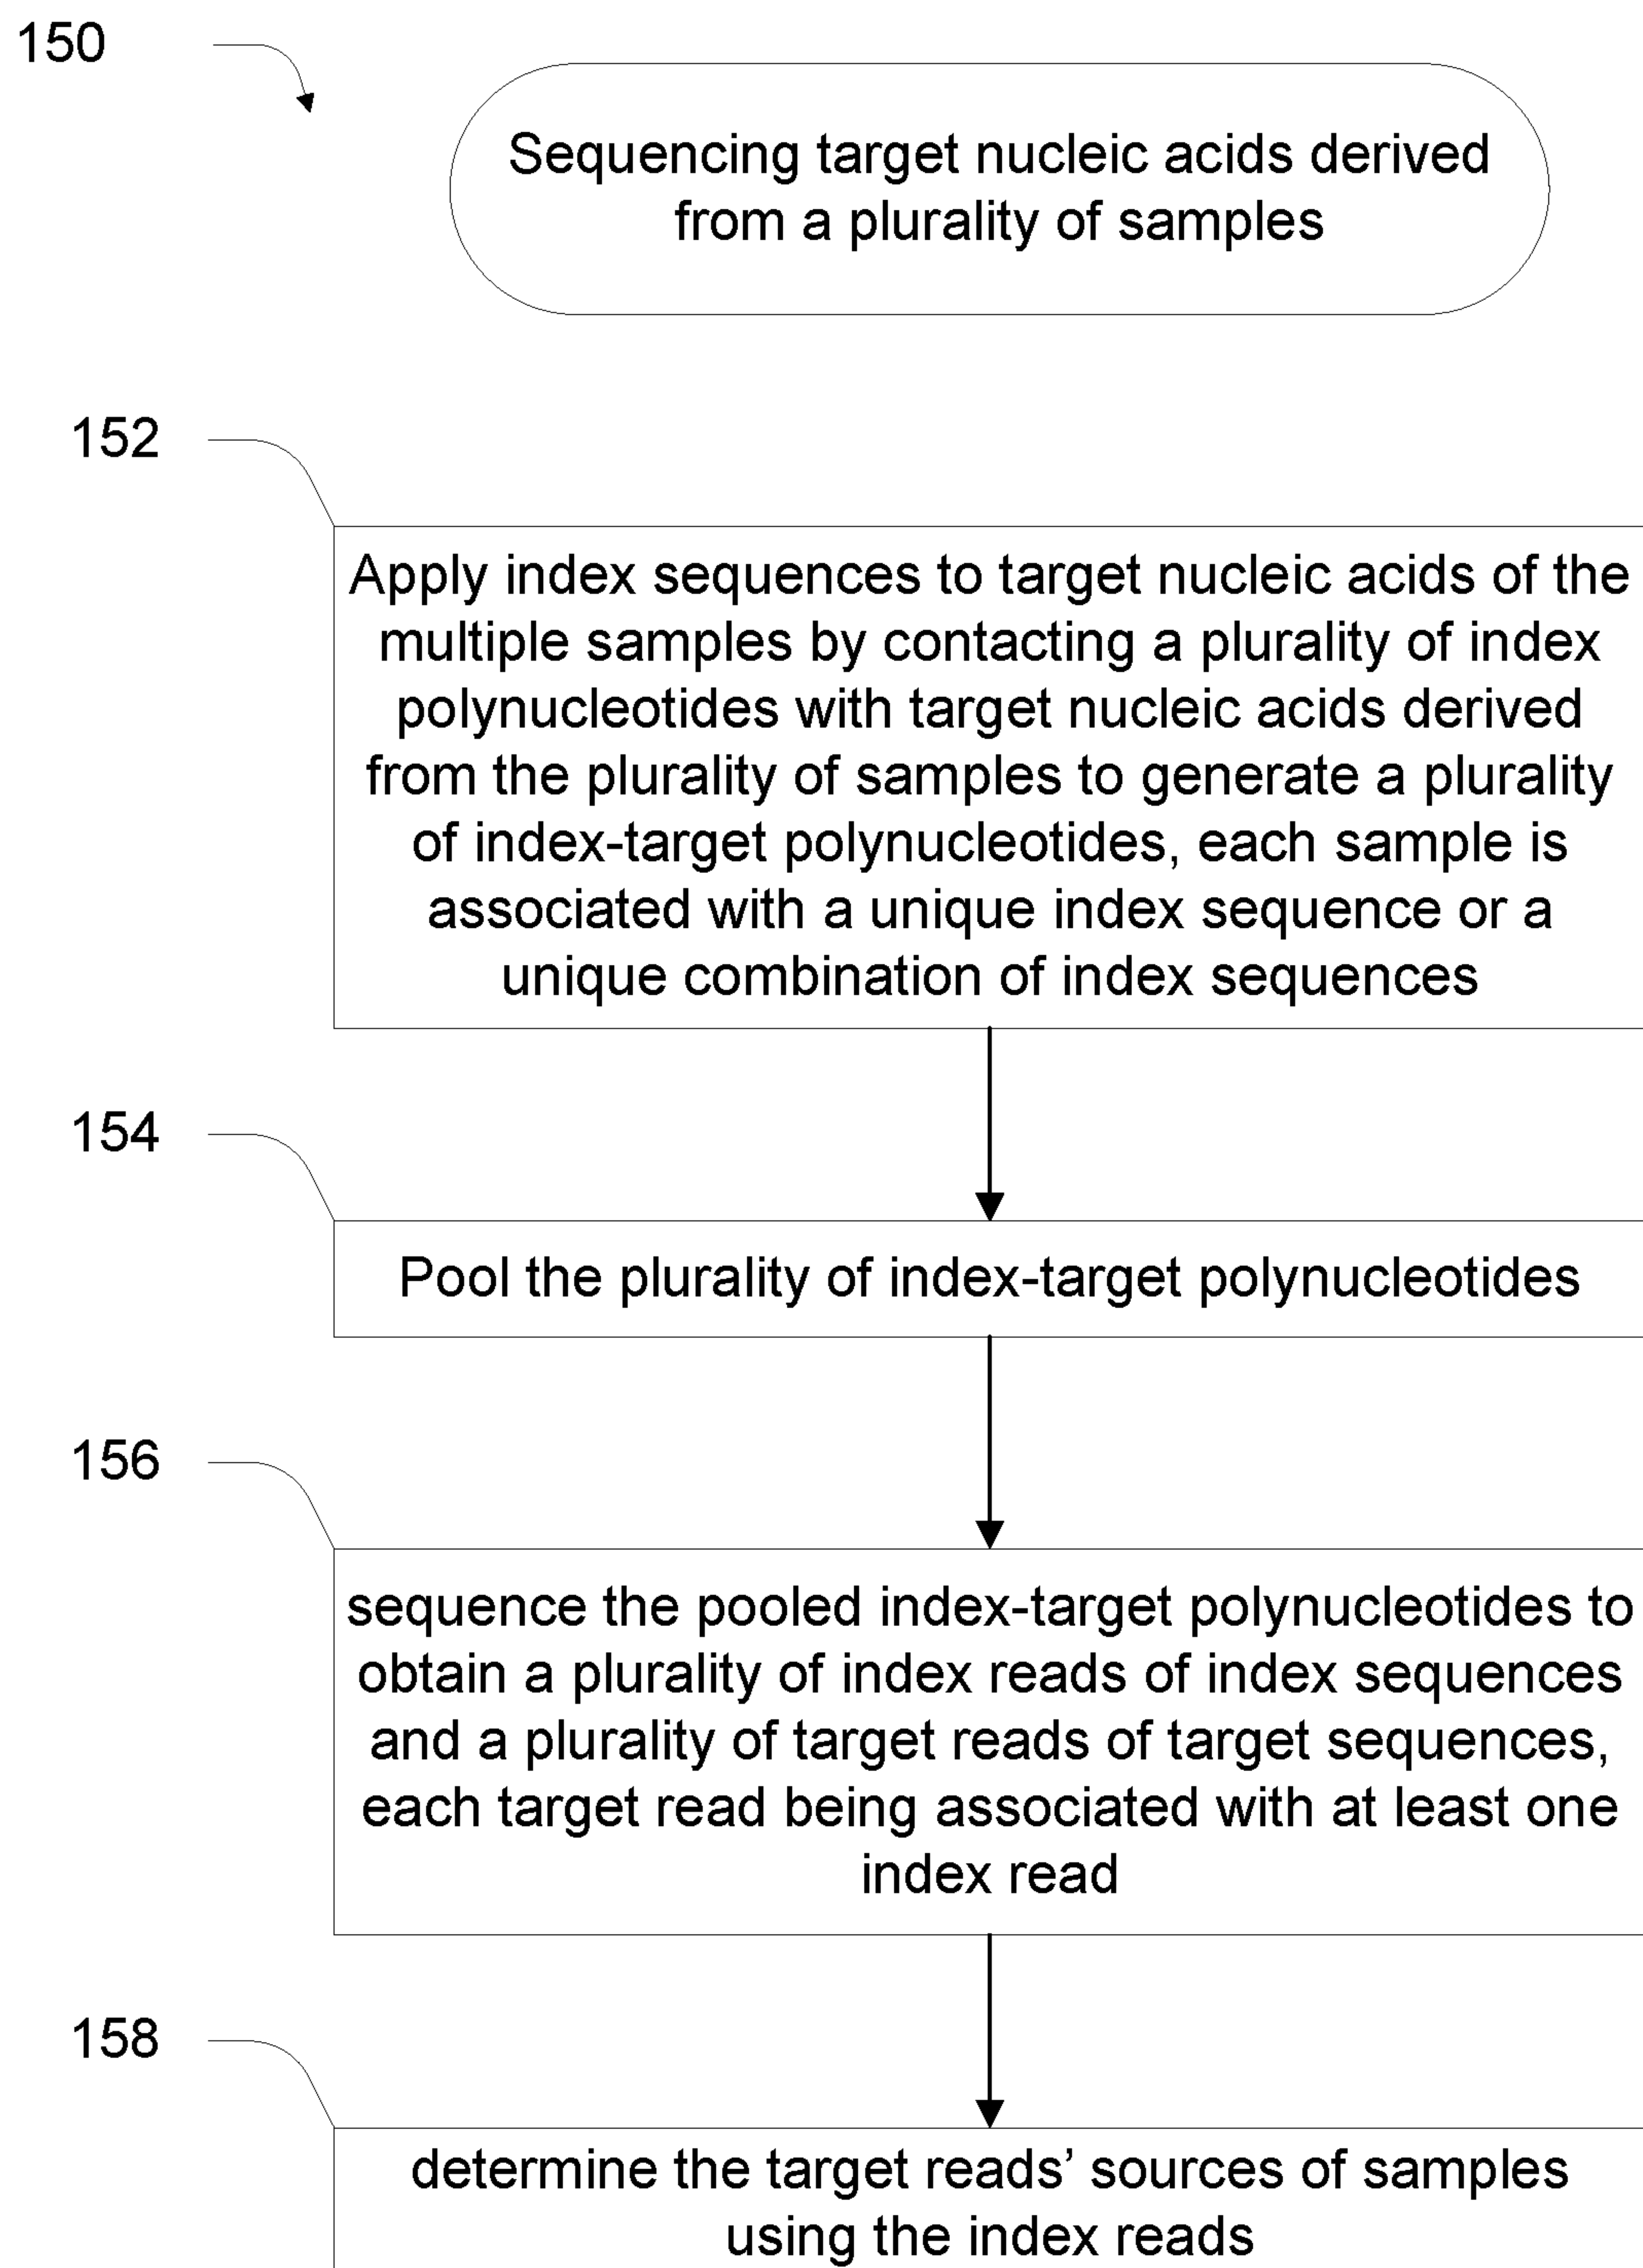 150
Sequencing target nucleic acids derived
from a plurality of samples
152
Apply index sequences to target nucleic acids of the
multiple samples by contacting a plurality of index
polynucleotides with target nucleic acids derived
from the plurality of samples to generate a plurality
of index-target polynucleotides, each sample is
associated with a unique index sequence or a
unique combination of index sequences
154
Pool the plurality of index-target polynucleotides
156
sequence the pooled index-target polynucleotides to
obtain a plurality of index reads of index sequences
and a plurality of target reads of target sequences,
each target read being associated with at least one
index read
158
determine the target reads’ sources of samples
using the index reads